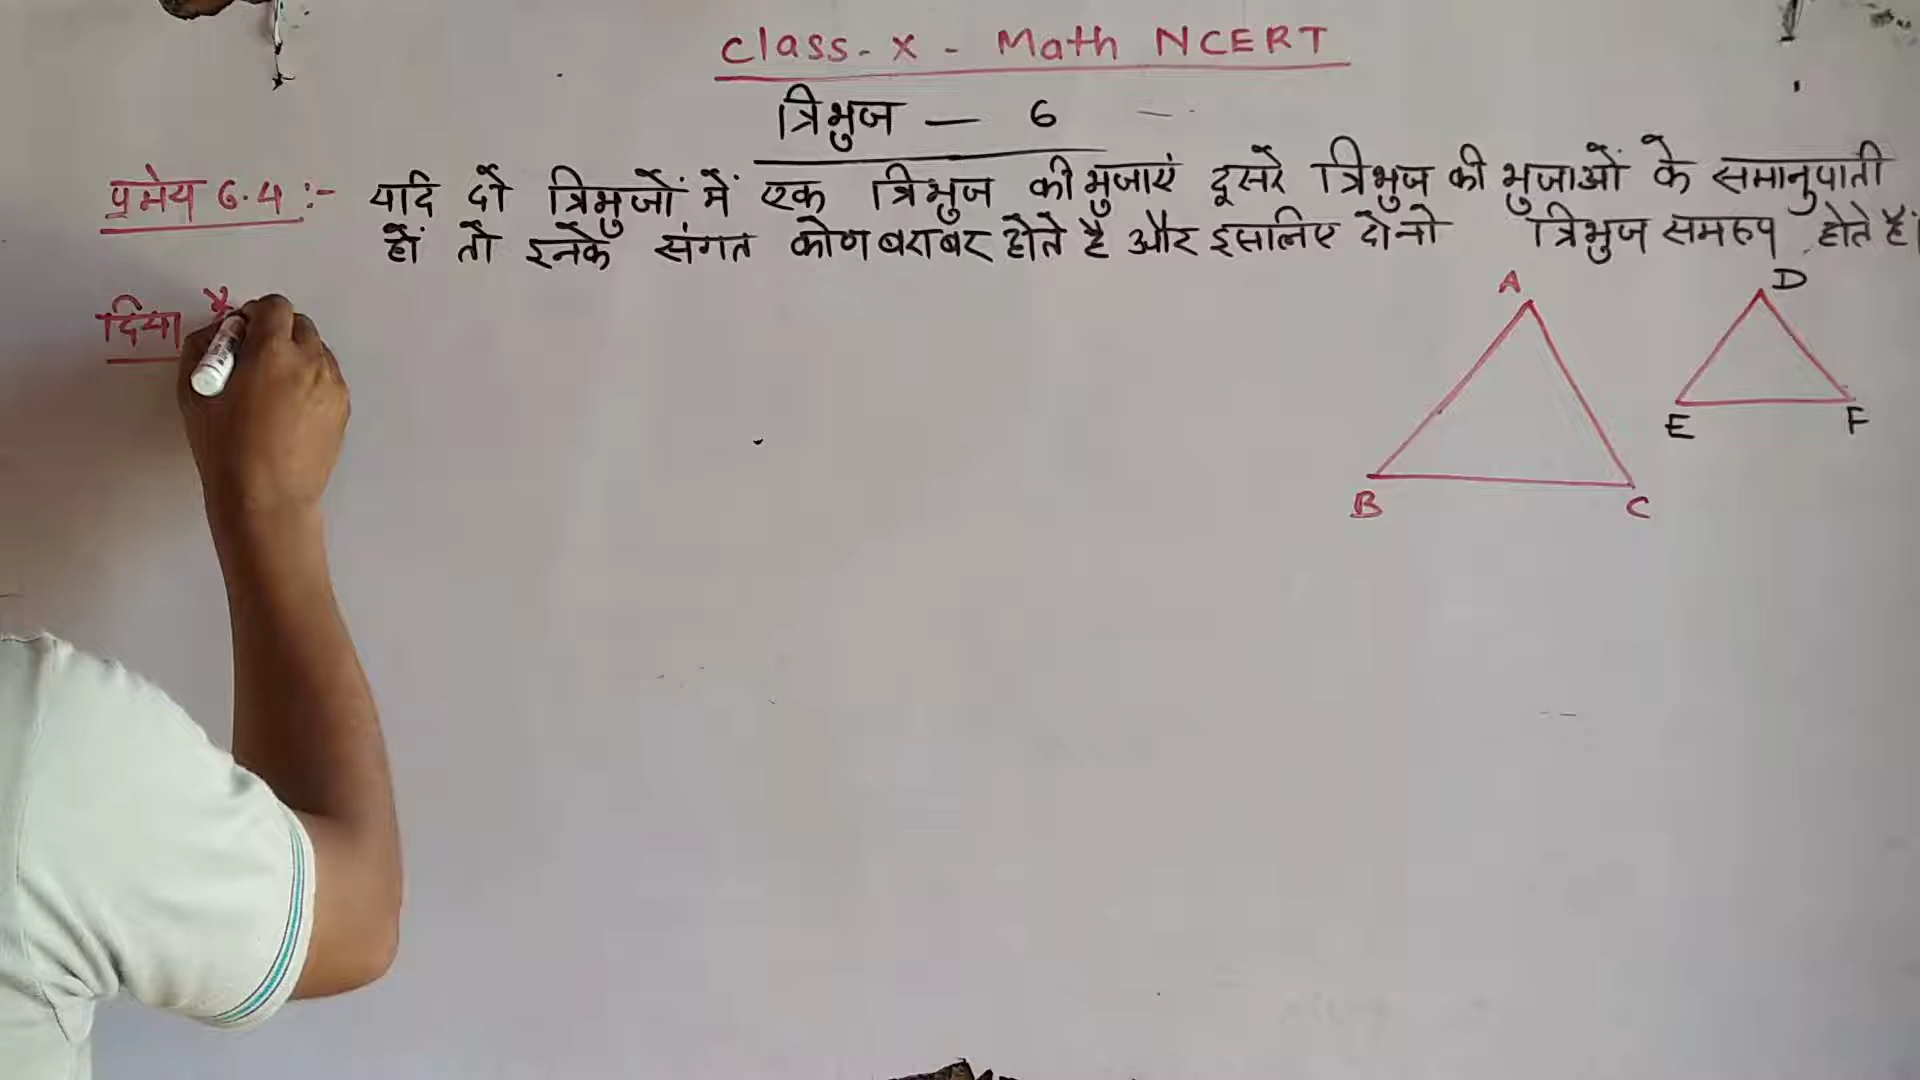 Class - X - Math NCERT
त्रिभुज — 6
प्रमेय 6.4 :- यदि दो त्रिभुजों में एक त्रिभुज की भुजाएं दूसरे त्रिभुज की भुजाओं के समानुपाती
हों तो इनके संगत कोण बराबर होते है और इसलिए दोनो त्रिभुज समरुप होते हैं।
दिया
A
D
E
F
B
C